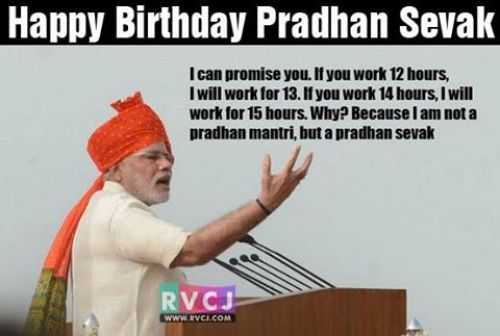 Happy Birthday Pradhan Sevak
I can promise you. If you work 12 hours,
I will work for 13. If you work 14 hours, I will
work for 15 hours. Why? Because I am not a
pradhan mantri, but a pradhan sevak
RVCJ
WWW.RVCJ.COM